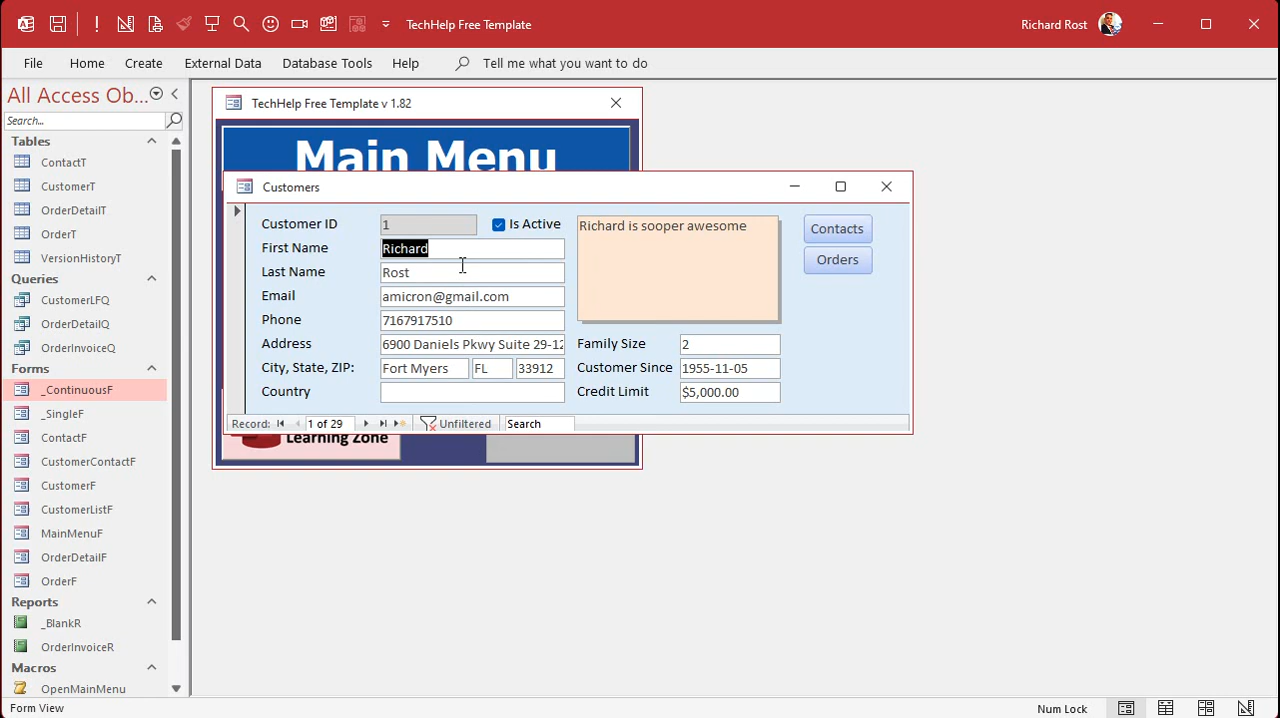 TechHelp Free Template
Richard Rost
File Home Create External Data Database Tools Help Tell me what you want to do
All Access Ob...
Search...
Tables
ContactT
CustomerT
OrderDetailT
OrderT
VersionHistoryT
Queries
CustomerLFQ
OrderDetailQ
OrderInvoiceQ
Forms
_ContinuousF
_SingleF
ContactF
CustomerContactF
CustomerF
CustomerListF
MainMenuF
OrderDetailF
OrderF
Reports
_BlankR
OrderInvoiceR
Macros
OpenMainMenu
TechHelp Free Template v 1.82
Main Menu
Customers
Customer ID 1 Is Active
First Name Richard
Last Name Rost
Email amicron@gmail.com
Phone 7167917510
Address 6900 Daniels Pkwy Suite 29-12
City, State, ZIP: Fort Myers FL 33912
Country
Richard is sooper awesome
Family Size 2
Customer Since 1955-11-05
Credit Limit $5,000.00
Contacts
Orders
Record: 1 of 29 Unfiltered Search
Learning Zone
Form View
Num Lock